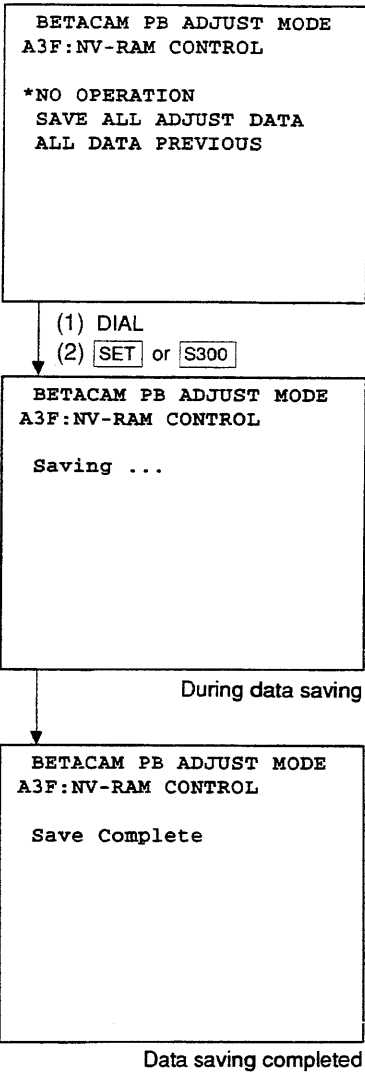 BETACAM PB ADJUST MODE
A3F:NV-RAM CONTROL
*NO OPERATION
SAVE ALL ADJUST DATA
ALL DATA PREVIOUS
(1) DIAL
(2) SET or S300
BETACAM PB ADJUST MODE
A3F:NV-RAM CONTROL
Saving ...
During data saving
BETACAM PB ADJUST MODE
A3F:NV-RAM CONTROL
Save Complete
Data saving completed